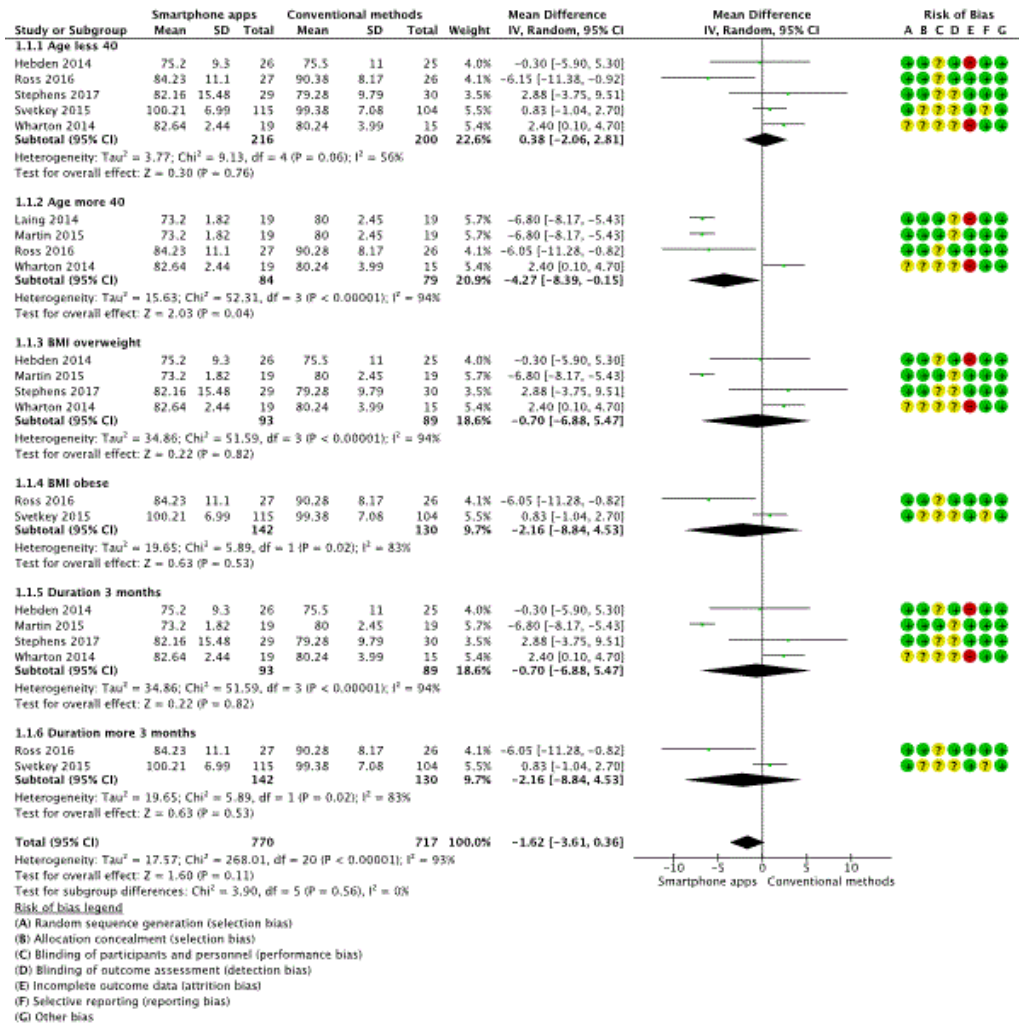 Smartphone apps Conventional methods Mean Difference Mean Difference Risk of Bias
Study or Subgroup Mean SD Total Mean SD Total Weight IV, Random, 95% CI IV, Random, 95% CI A B C D E F G
1.1.1 Age less 40
Hebden 2014 75.2 9.3 26 75.5 11 25 4.0% −0.30 [−5.90, 5.30]
Ross 2016 84.23 11.1 27 90.38 8.17 26 4.1% −6.15 [−11.38, −0.92]
Stephens 2017 82.16 15.48 29 79.28 9.79 30 3.5% 2.88 [−3.75, 9.51]
Svetkey 2015 100.21 6.99 115 99.38 7.08 104 5.5% 0.83 [−1.04, 2.70]
Wharton 2014 82.64 2.44 19 80.24 3.99 15 5.4% 2.40 [0.10, 4.70]
Subtotal (95% CI) 216 200 22.6% 0.38 [−2.06, 2.81]
Heterogeneity: Tau² = 3.77; Chi² = 9.13, df = 4 (P = 0.06); I² = 56%
Test for overall effect: Z = 0.30 (P = 0.76)
1.1.2 Age more 40
Laing 2014 73.2 1.82 19 80 2.45 19 5.7% −6.80 [−8.17, −5.43]
Martin 2015 73.2 1.82 19 80 2.45 19 5.7% −6.80 [−8.17, −5.43]
Ross 2016 84.23 11.1 27 90.28 8.17 26 4.1% −6.05 [−11.28, −0.82]
Wharton 2014 82.64 2.44 19 80.24 3.99 15 5.4% 2.40 [0.10, 4.70]
Subtotal (95% CI) 84 79 20.9% −4.27 [−8.39, −0.15]
Heterogeneity: Tau² = 15.63; Chi² = 52.31, df = 3 (P < 0.00001); I² = 94%
Test for overall effect: Z = 2.03 (P = 0.04)
1.1.3 BMI overweight
Hebden 2014 75.2 9.3 26 75.5 11 25 4.0% −0.30 [−5.90, 5.30]
Martin 2015 73.2 1.82 19 80 2.45 19 5.7% −6.80 [−8.17, −5.43]
Stephens 2017 82.16 15.48 29 79.28 9.79 30 3.5% 2.88 [−3.75, 9.51]
Wharton 2014 82.64 2.44 19 80.24 3.99 15 5.4% 2.40 [0.10, 4.70]
Subtotal (95% CI) 93 89 18.6% −0.70 [−6.88, 5.47]
Heterogeneity: Tau² = 34.86; Chi² = 51.59, df = 3 (P < 0.00001); I² = 94%
Test for overall effect: Z = 0.22 (P = 0.82)
1.1.4 BMI obese
Ross 2016 84.23 11.1 27 90.28 8.17 26 4.1% −6.05 [−11.28, −0.82]
Svetkey 2015 100.21 6.99 115 99.38 7.08 104 5.5% 0.83 [−1.04, 2.70]
Subtotal (95% CI) 142 130 9.7% −2.16 [−8.84, 4.53]
Heterogeneity: Tau² = 19.65; Chi² = 5.89, df = 1 (P = 0.02); I² = 83%
Test for overall effect: Z = 0.63 (P = 0.53)
1.1.5 Duration 3 months
Hebden 2014 75.2 9.3 26 75.5 11 25 4.0% −0.30 [−5.90, 5.30]
Martin 2015 73.2 1.82 19 80 2.45 19 5.7% −6.80 [−8.17, −5.43]
Stephens 2017 82.16 15.48 29 79.28 9.79 30 3.5% 2.88 [−3.75, 9.51]
Wharton 2014 82.64 2.44 19 80.24 3.99 15 5.4% 2.40 [0.10, 4.70]
Subtotal (95% CI) 93 89 18.6% −0.70 [−6.88, 5.47]
Heterogeneity: Tau² = 34.86; Chi² = 51.59, df = 3 (P < 0.00001); I² = 94%
Test for overall effect: Z = 0.22 (P = 0.82)
1.1.6 Duration more 3 months
Ross 2016 84.23 11.1 27 90.28 8.17 26 4.1% −6.05 [−11.28, −0.82]
Svetkey 2015 100.21 6.99 115 99.38 7.08 104 5.5% 0.83 [−1.04, 2.70]
Subtotal (95% CI) 142 130 9.7% −2.16 [−8.84, 4.53]
Heterogeneity: Tau² = 19.65; Chi² = 5.89, df = 1 (P = 0.02); I² = 83%
Test for overall effect: Z = 0.63 (P = 0.53)
Total (95% CI) 770 717 100.0% −1.62 [−3.61, 0.36]
Heterogeneity: Tau² = 17.57; Chi² = 268.01, df = 20 (P < 0.00001); I² = 93%
Test for overall effect: Z = 1.60 (P = 0.11)
Test for subgroup differences: Chi² = 3.90, df = 5 (P = 0.56), I² = 0%
−10 −5 0 5 10
Smartphone apps Conventional methods
Risk of bias legend
(A) Random sequence generation (selection bias)
(B) Allocation concealment (selection bias)
(C) Blinding of participants and personnel (performance bias)
(D) Blinding of outcome assessment (detection bias)
(E) Incomplete outcome data (attrition bias)
(F) Selective reporting (reporting bias)
(G) Other bias